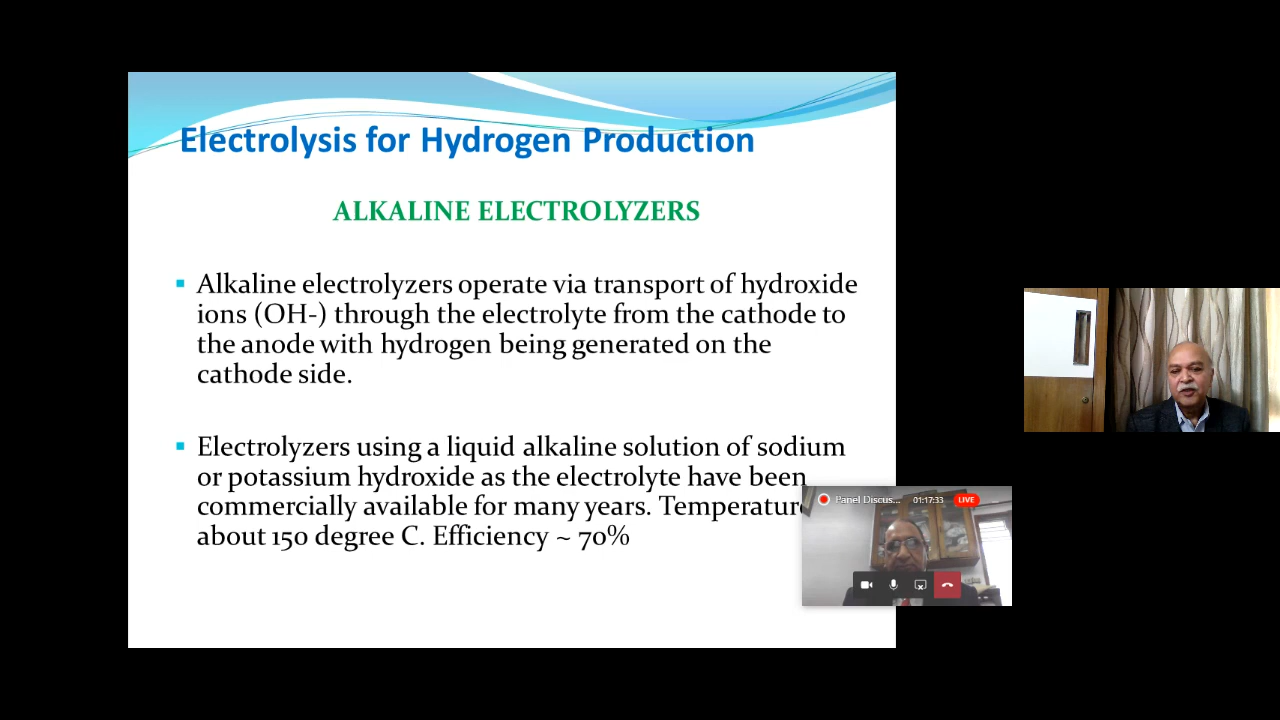 Electrolysis for Hydrogen Production
ALKALINE ELECTROLYZERS
▪ Alkaline electrolyzers operate via transport of hydroxide
ions (OH-) through the electrolyte from the cathode to
the anode with hydrogen being generated on the
cathode side.
▪ Electrolyzers using a liquid alkaline solution of sodium
or potassium hydroxide as the electrolyte have been
commercially available for many years. Temperature
about 150 degree C. Efficiency ~ 70%
Panel Discus... 01:17:33 LIVE